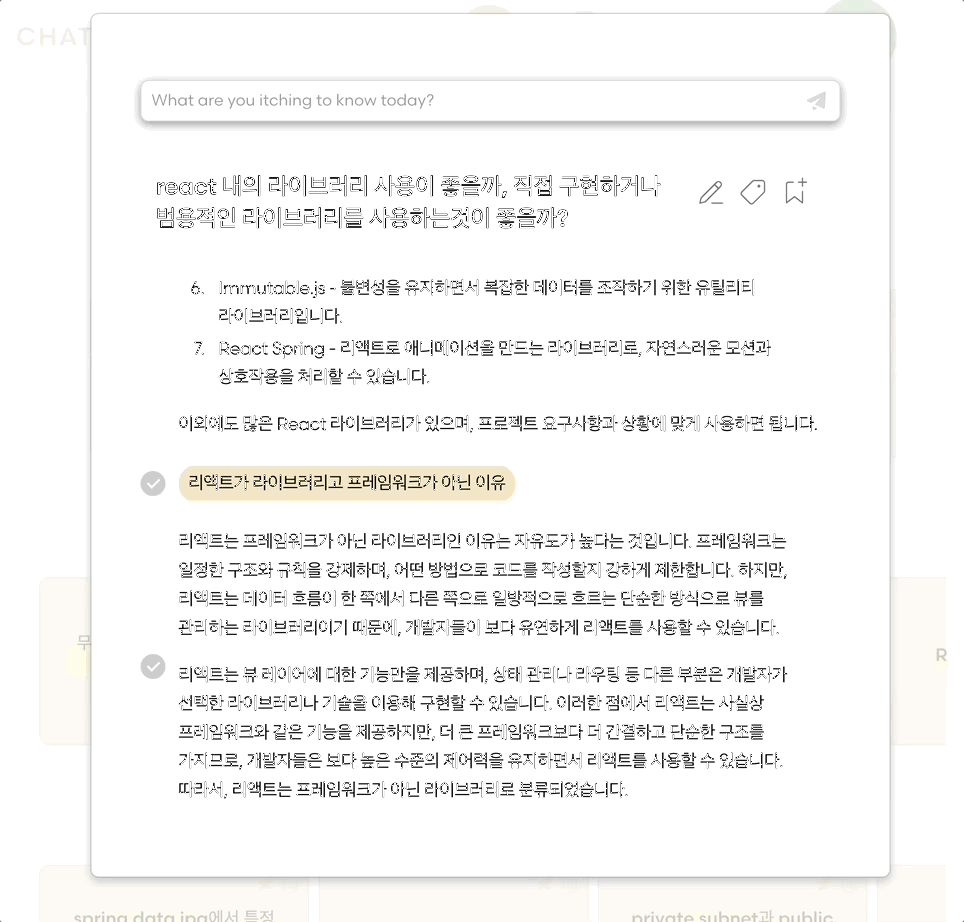 CHAT
What are you itching to know today?
react 내의 라이브러리 사용이 좋을까, 직접 구현하거나
범용적인 라이브러리를 사용하는것이 좋을까?
6. Immutable.js - 불변성을 유지하면서 복잡한 데이터를 조작하기 위한 유틸리티
라이브러리입니다.
7. React Spring - 리액트로 애니메이션을 만드는 라이브러리로, 자연스러운 모션과
상호작용을 처리할 수 있습니다.
이외에도 많은 React 라이브러리가 있으며, 프로젝트 요구사항과 상황에 맞게 사용하면 됩니다.
리액트가 라이브러리고 프레임워크가 아닌 이유
리액트는 프레임워크가 아닌 라이브러리인 이유는 자유도가 높다는 것입니다. 프레임워크는
일정한 구조와 규칙을 강제하며, 어떤 방법으로 코드를 작성할지 강하게 제한합니다. 하지만,
리액트는 데이터 흐름이 한 쪽에서 다른 쪽으로 일방적으로 흐르는 단순한 방식으로 뷰를
관리하는 라이브러리이기 때문에, 개발자들이 보다 유연하게 리액트를 사용할 수 있습니다.
무
R
리액트는 뷰 레이어에 대한 기능만을 제공하며, 상태 관리나 라우팅 등 다른 부분은 개발자가
선택한 라이브러리나 기술을 이용해 구현할 수 있습니다. 이러한 점에서 리액트는 사실상
프레임워크와 같은 기능을 제공하지만, 더 큰 프레임워크보다 더 간결하고 단순한 구조를
가지므로, 개발자들은 보다 높은 수준의 제어력을 유지하면서 리액트를 사용할 수 있습니다.
따라서, 리액트는 프레임워크가 아닌 라이브러리로 분류되었습니다.
spring data jpa에서 특정
private subnet과 public